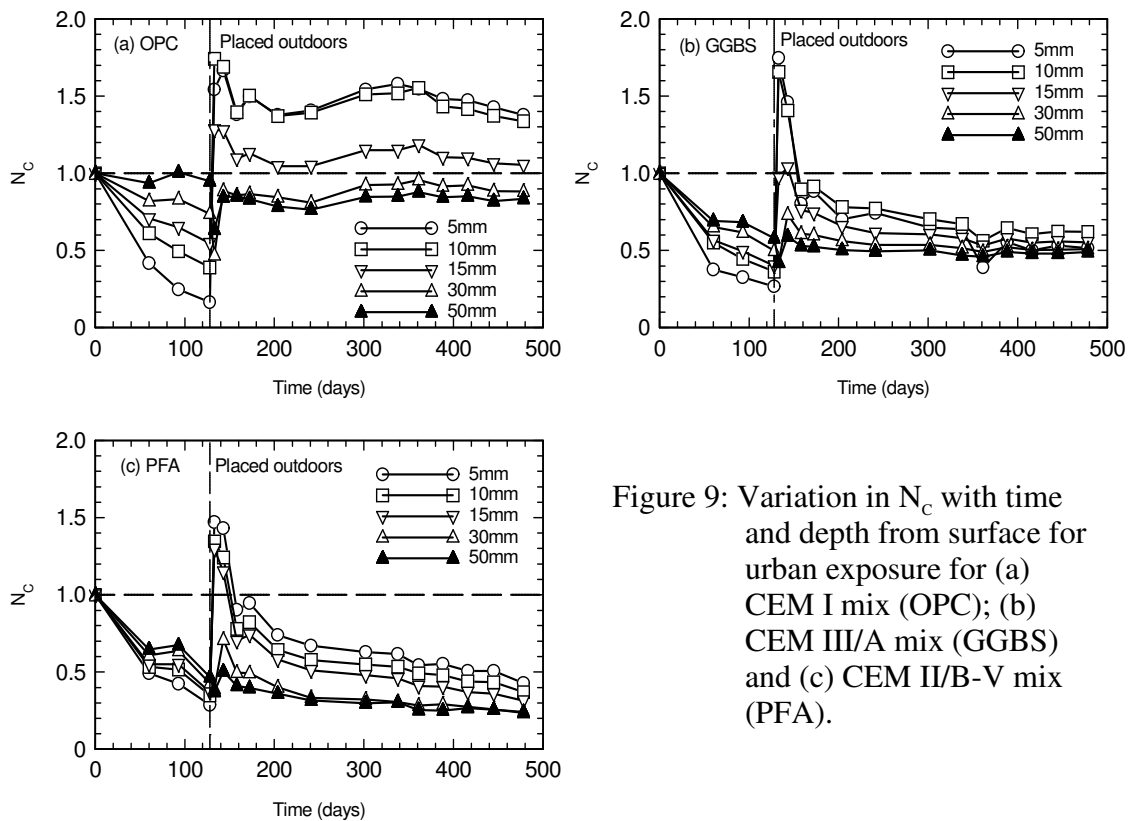 2.0
(a) OPC
Placed outdoors
1.5
N_C
1.0
0.5
5mm
10mm
15mm
30mm
50mm
0
0 100 200 300 400 500
Time (days)
2.0
(b) GGBS
Placed outdoors
5mm
10mm
15mm
30mm
50mm
1.5
N_C
1.0
0.5
0
0 100 200 300 400 500
Time (days)
2.0
(c) PFA
Placed outdoors
5mm
10mm
15mm
30mm
50mm
1.5
N_C
1.0
0.5
0
0 100 200 300 400 500
Time (days)
Figure 9: Variation in N_C with time
and depth from surface for
urban exposure for (a)
CEM I mix (OPC); (b)
CEM III/A mix (GGBS)
and (c) CEM II/B-V mix
(PFA).